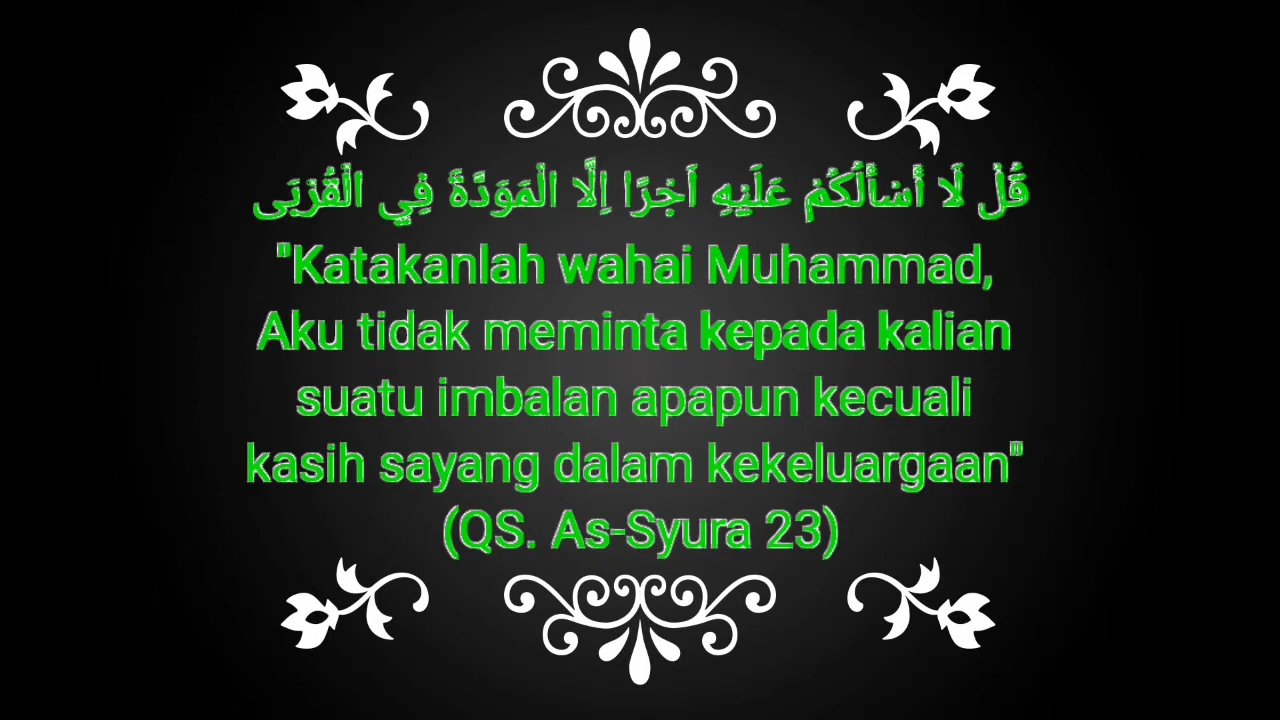 قُلْ لَا أَسْأَلُكُمْ عَلَيْهِ اَجْرًا اِلَّا الْمَوَدَّةَ فِي الْقُرْبَى
"Katakanlah wahai Muhammad,
Aku tidak meminta kepada kalian
suatu imbalan apapun kecuali
kasih sayang dalam kekeluargaan"
(QS. As-Syura 23)